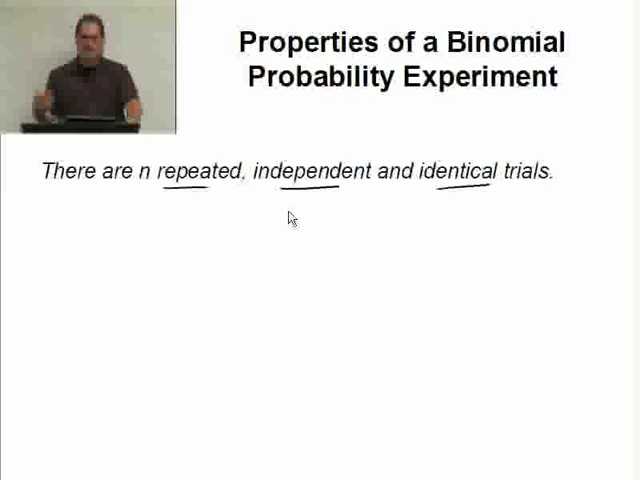 Properties of a Binomial
Probability Experiment
There are n repeated, independent and identical trials.